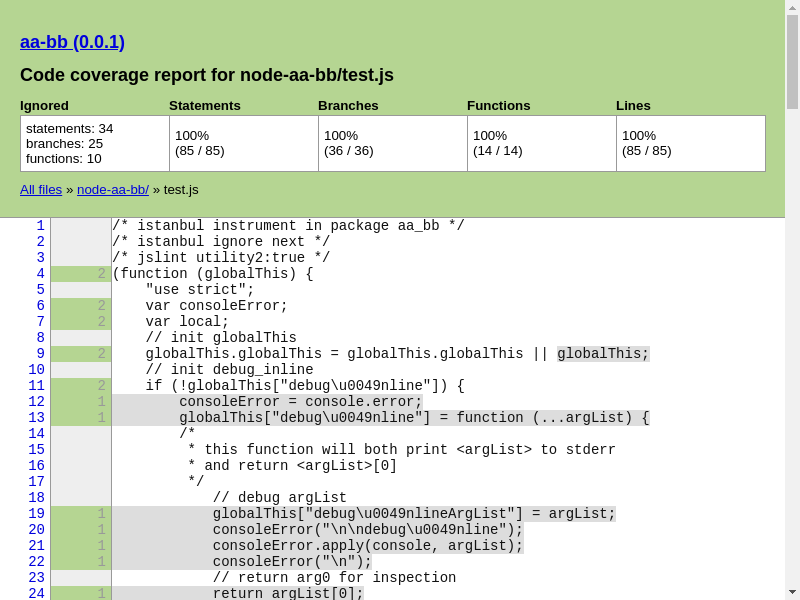 aa-bb (0.0.1)
Code coverage report for node-aa-bb/test.js
Ignored Statements Branches Functions Lines
statements: 34
branches: 25
functions: 10
100%
(85 / 85)
100%
(36 / 36)
100%
(14 / 14)
100%
(85 / 85)
All files » node-aa-bb/ » test.js
1 /* istanbul instrument in package aa_bb */
2 /* istanbul ignore next */
3 /* jslint utility2:true */
4 2 (function (globalThis) {
5 "use strict";
6 2 var consoleError;
7 2 var local;
8 // init globalThis
9 2 globalThis.globalThis = globalThis.globalThis || globalThis;
10 // init debug_inline
11 2 if (!globalThis["debug\u0049nline"]) {
12 1 consoleError = console.error;
13 1 globalThis["debug\u0049nline"] = function (...argList) {
14 /*
15 * this function will both print <argList> to stderr
16 * and return <argList>[0]
17 */
18 // debug argList
19 1 globalThis["debug\u0049nlineArgList"] = argList;
20 1 consoleError("\n\ndebug\u0049nline");
21 1 consoleError.apply(console, argList);
22 1 consoleError("\n");
23 // return arg0 for inspection
24 1 return argList[0];